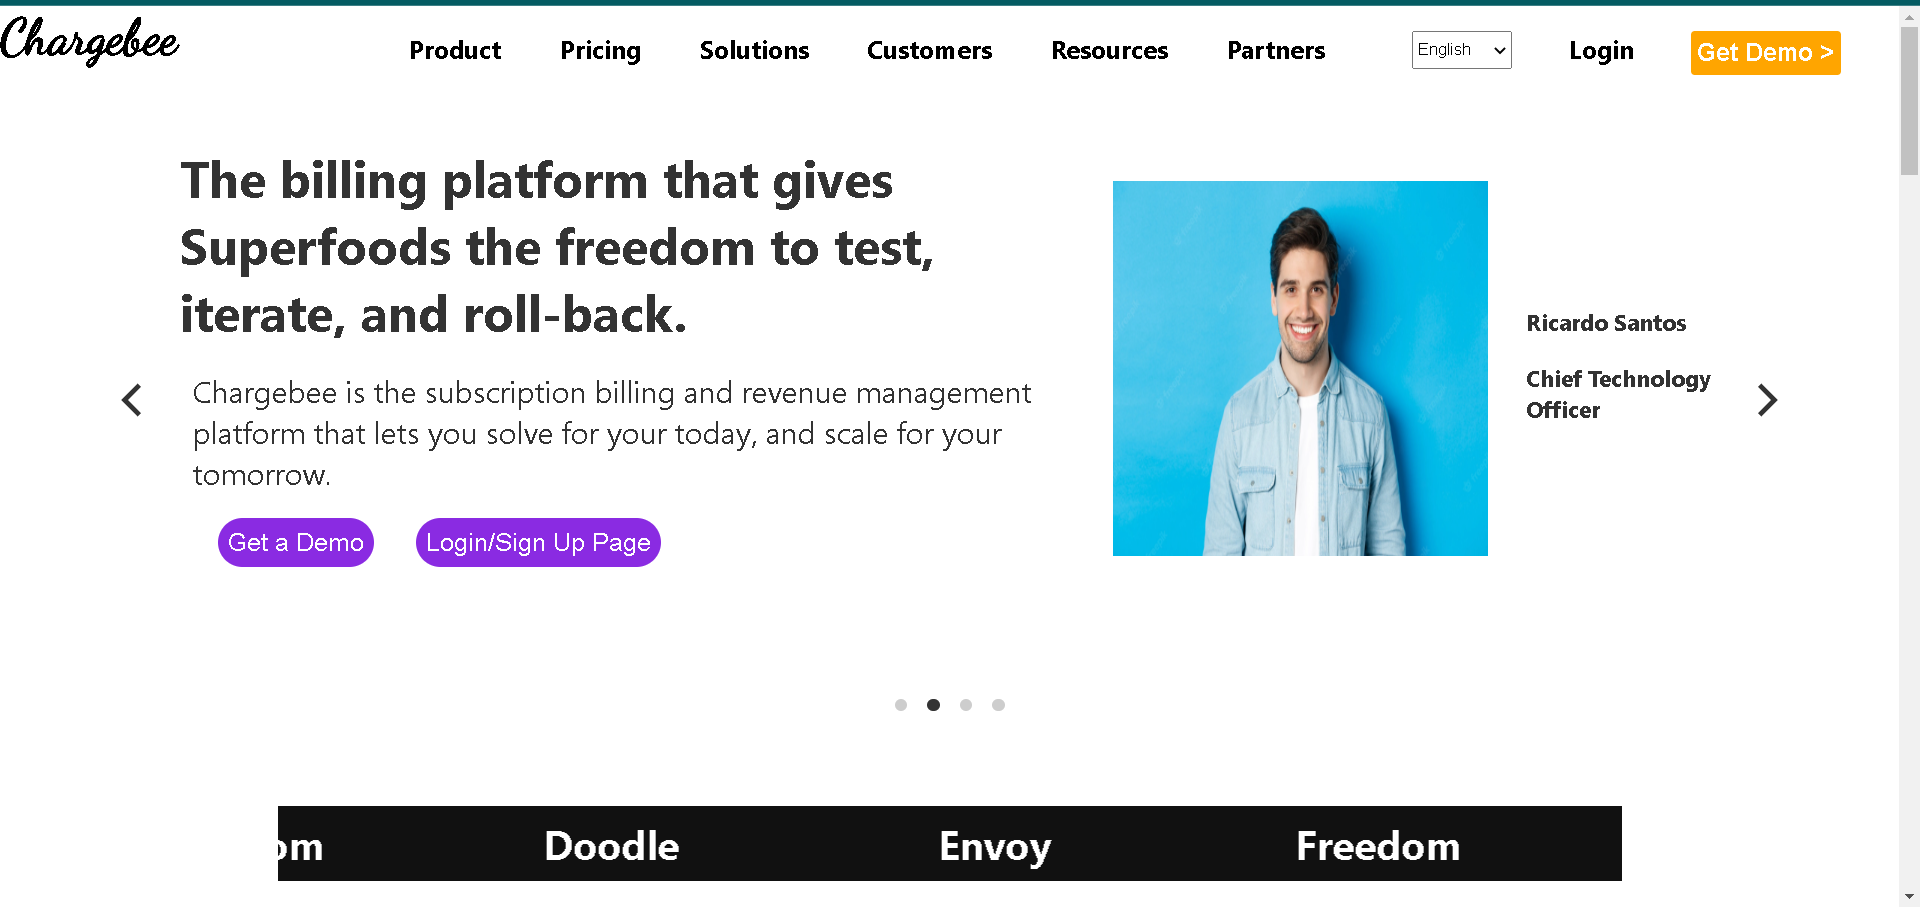 Chargebee
Product
Pricing
Solutions
Customers
Resources
Partners
English
Login
Get Demo >
The billing platform that gives
Superfoods the freedom to test,
iterate, and roll-back.
Chargebee is the subscription billing and revenue management
platform that lets you solve for your today, and scale for your
tomorrow.
Get a Demo
Login/Sign Up Page
Ricardo Santos
Chief Technology
Officer
om
Doodle
Envoy
Freedom